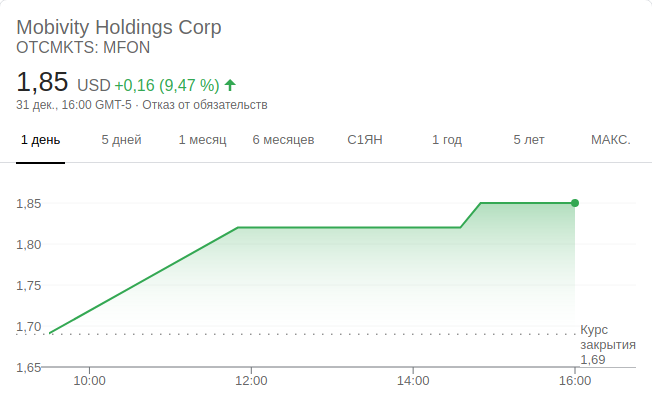 Mobivity Holdings Corp
OTCMKTS: MFON
1,85 USD +0,16 (9,47 %)
31 дек., 16:00 GMT-5 · Отказ от обязательств
1 день 5 дней 1 месяц 6 месяцев С1ЯН 1 год 5 лет МАКС.
1,85
1,80
1,75
1,70
Курс
закрытия
1,69
1,65
10:00 12:00 14:00 16:00